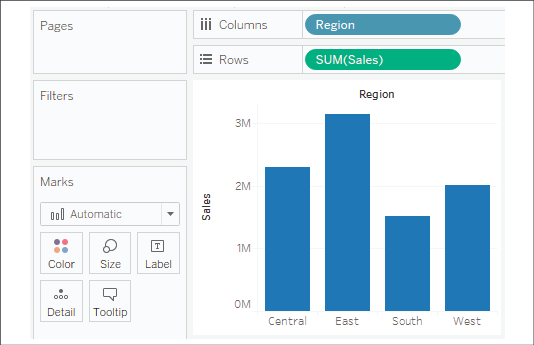 Pages
Columns
Region
Rows
SUM(Sales)
Filters
Marks
Automatic
Color
Size
Label
Detail
Tooltip
T
Region
Sales
3M
2M
1M
0M
Central
East
South
West